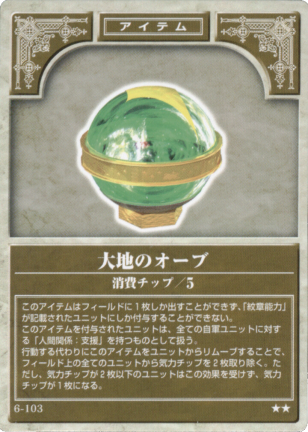 アイテム
大地のオーブ
消費チップ/5
このアイテムはフィールドに1枚しか出すことができず、「紋章能力」
が記載されたユニットにしか付与することができない。
このアイテムを付与されたユニットは、全ての自軍ユニットに対す
る「人間関係:支援」を持つものとして扱う。
行動する代わりにこのアイテムをユニットからリムーブすることで、
フィールド上の全てのユニットから気力チップを2枚取り除く。た
だし、気力チップが2枚以下のユニットはこの効果を受けず、気力
チップが1枚になる。
6-103
★★